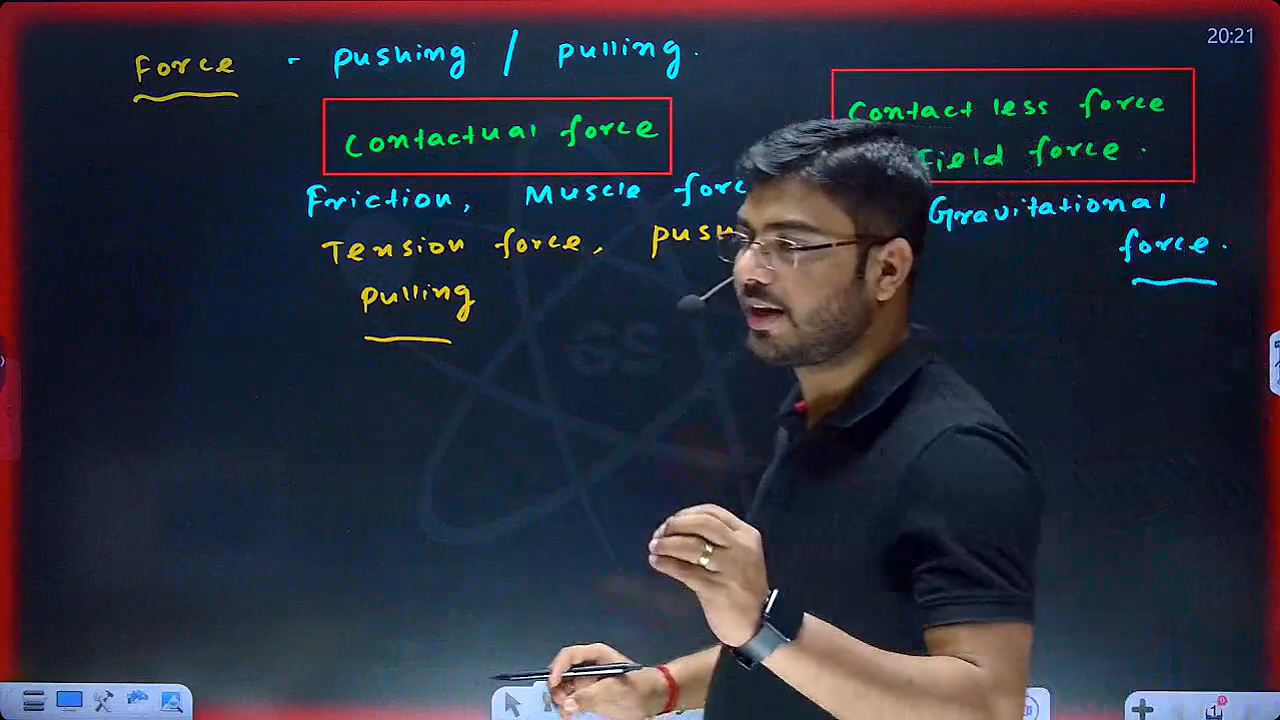 20:21
Force - pushing / pulling.
Contactual force
Friction, Muscle
Tension force,
pulling
Contact less force
Field force.
Gravitational
force.
GS